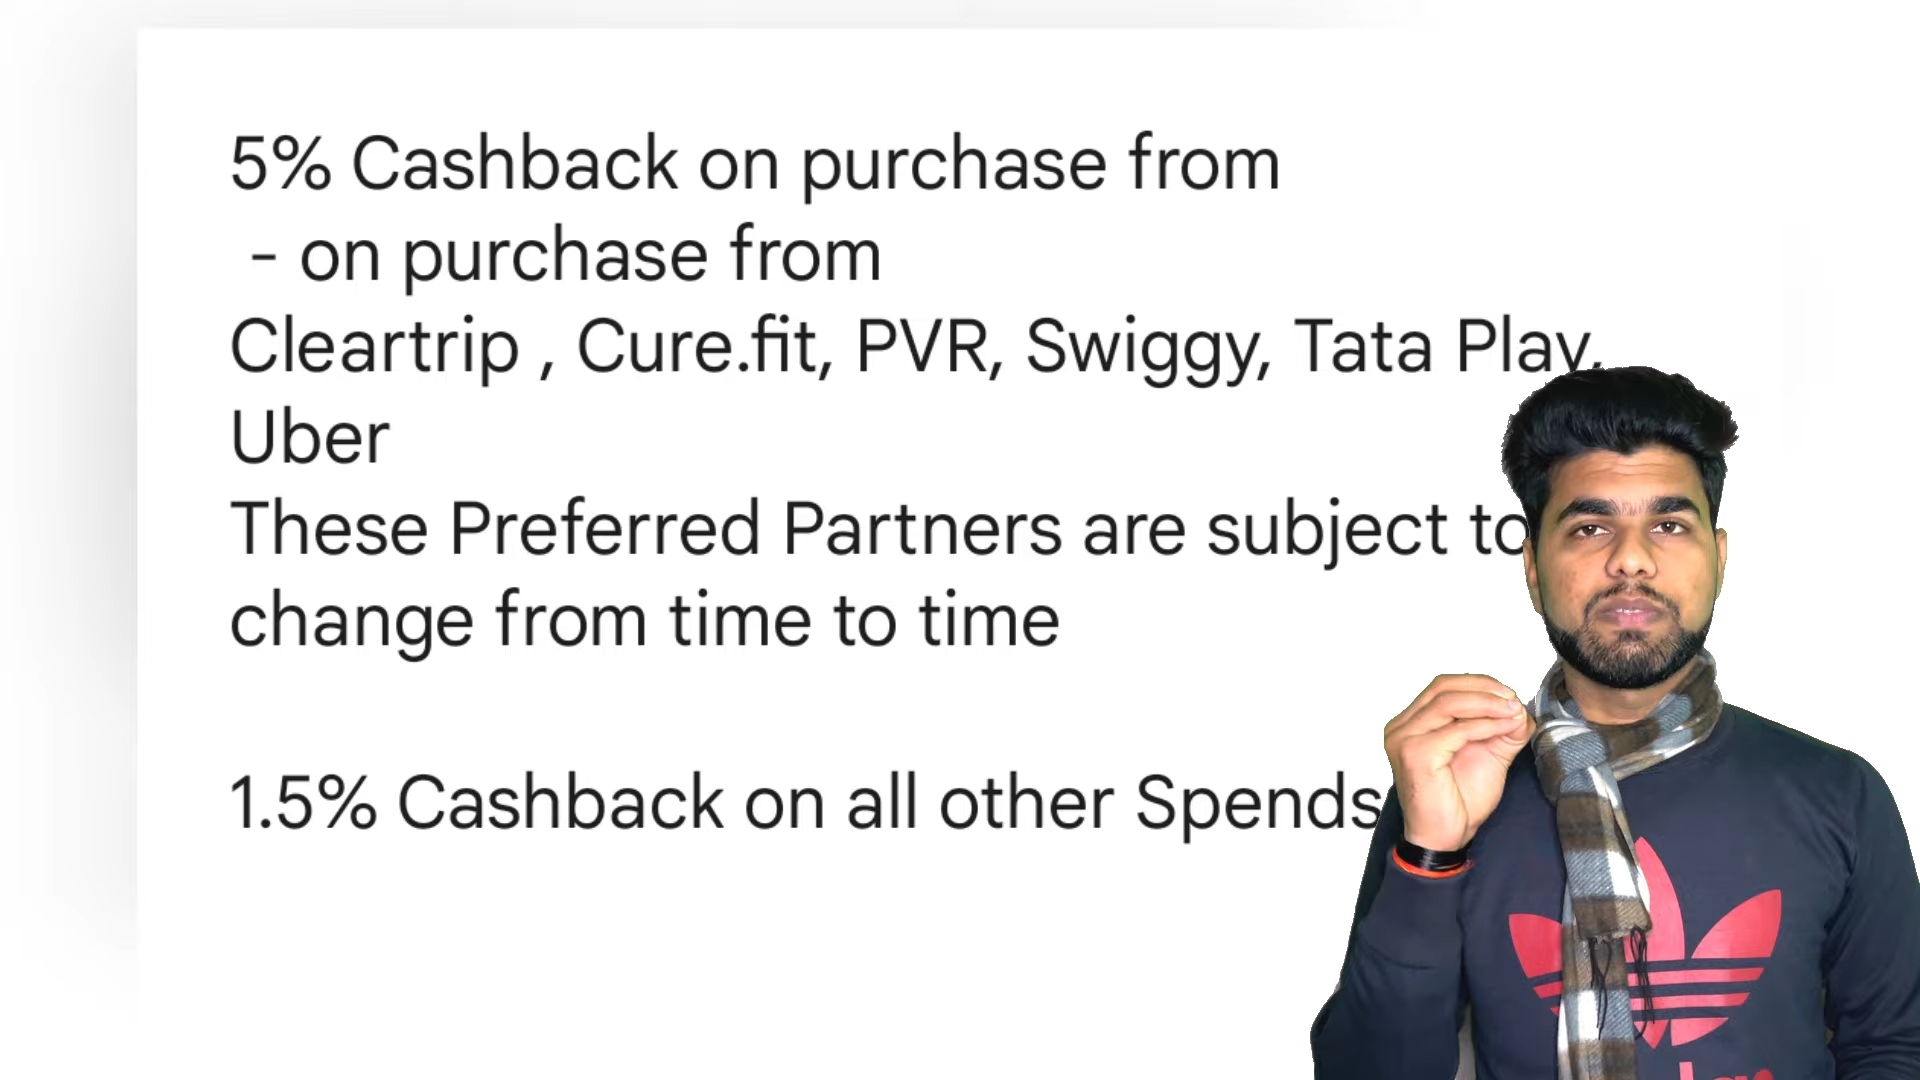 5% Cashback on purchase from
- on purchase from
Cleartrip , Cure.fit, PVR, Swiggy, Tata Play,
Uber
These Preferred Partners are subject to
change from time to time
1.5% Cashback on all other Spends